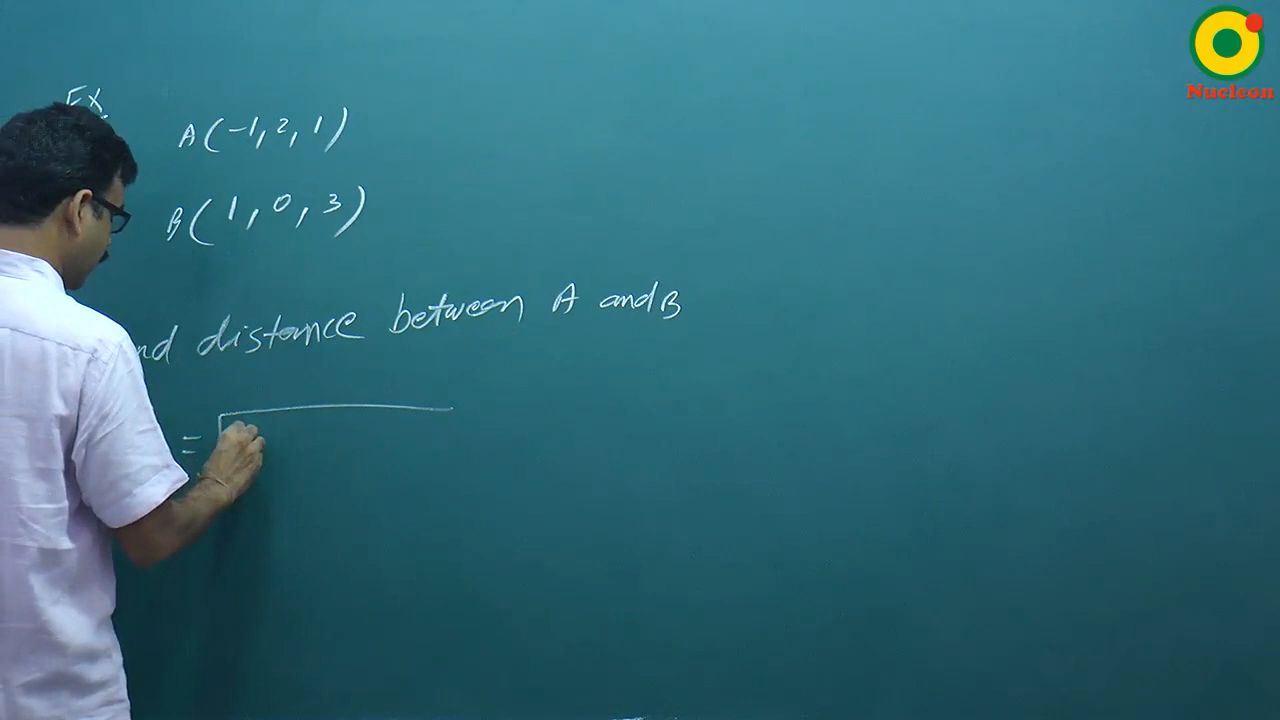 Ex
A(-1, 2, 1)
B(1, 0, 3)
nd distance between A and B
=
Nucleon